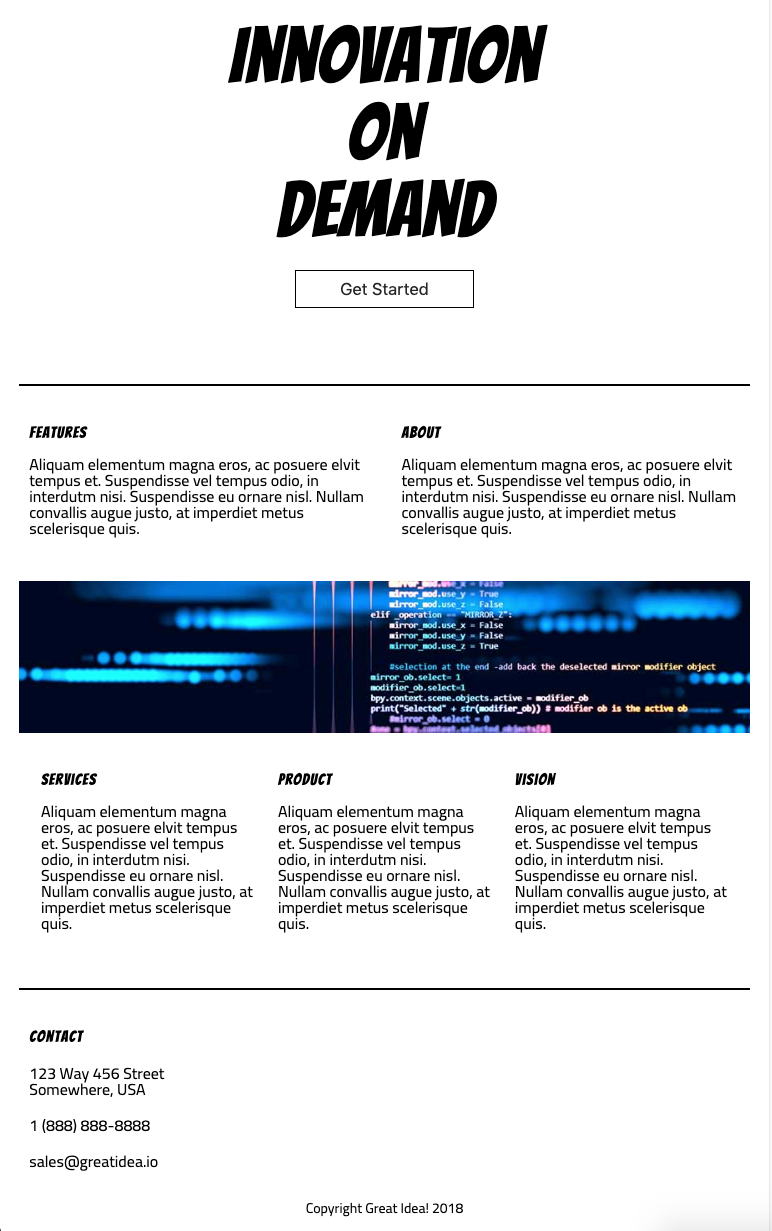 INNOVATION
ON
DEMAND
Get Started
FEATURES
Aliquam elementum magna eros, ac posuere elvit
tempus et. Suspendisse vel tempus odio, in
interdutm nisi. Suspendisse eu ornare nisl. Nullam
convallis augue justo, at imperdiet metus
scelerisque quis.
ABOUT
Aliquam elementum magna eros, ac posuere elvit
tempus et. Suspendisse vel tempus odio, in
interdutm nisi. Suspendisse eu ornare nisl. Nullam
convallis augue justo, at imperdiet metus
scelerisque quis.
mirror_mod.use_x = False
mirror_mod.use_y = True
mirror_mod.use_z = False
elif _operation == "MIRROR_Z":
mirror_mod.use_x = False
mirror_mod.use_y = False
mirror_mod.use_z = True
#selection at the end -add back the deselected mirror modifier object
mirror_ob.select= 1
modifier_ob.select=1
bpy.context.scene.objects.active = modifier_ob
print("Selected" + str(modifier_ob)) # modifier ob is the active ob
#mirror_ob.select = 0
bpy.context.selected_objects[0]
SERVICES
Aliquam elementum magna
eros, ac posuere elvit tempus
et. Suspendisse vel tempus
odio, in interdutm nisi.
Suspendisse eu ornare nisl.
Nullam convallis augue justo, at
imperdiet metus scelerisque
quis.
PRODUCT
Aliquam elementum magna
eros, ac posuere elvit tempus
et. Suspendisse vel tempus
odio, in interdutm nisi.
Suspendisse eu ornare nisl.
Nullam convallis augue justo, at
imperdiet metus scelerisque
quis.
VISION
Aliquam elementum magna
eros, ac posuere elvit tempus
et. Suspendisse vel tempus
odio, in interdutm nisi.
Suspendisse eu ornare nisl.
Nullam convallis augue justo, at
imperdiet metus scelerisque
quis.
CONTACT
123 Way 456 Street
Somewhere, USA
1 (888) 888-8888
sales@greatidea.io
Copyright Great Idea! 2018